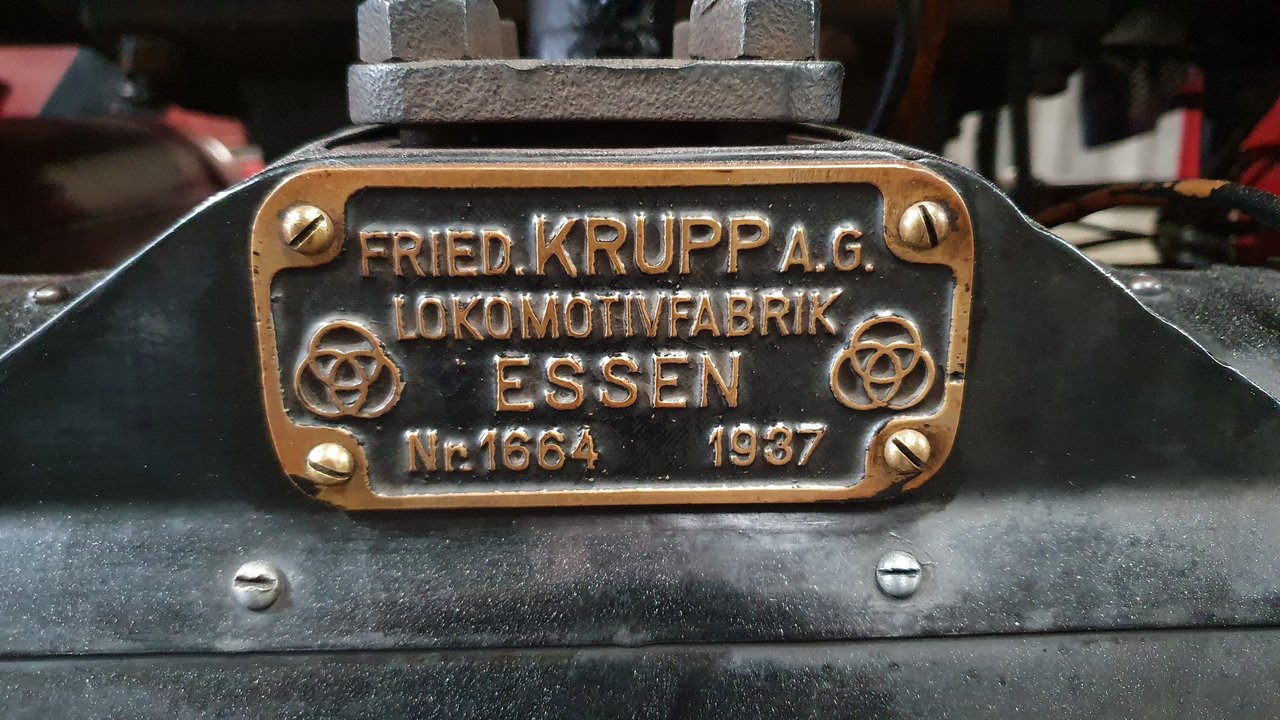 FRIED. KRUPP A.G.
LOKOMOTIVFABRIK
ESSEN
Nr. 1664 1937